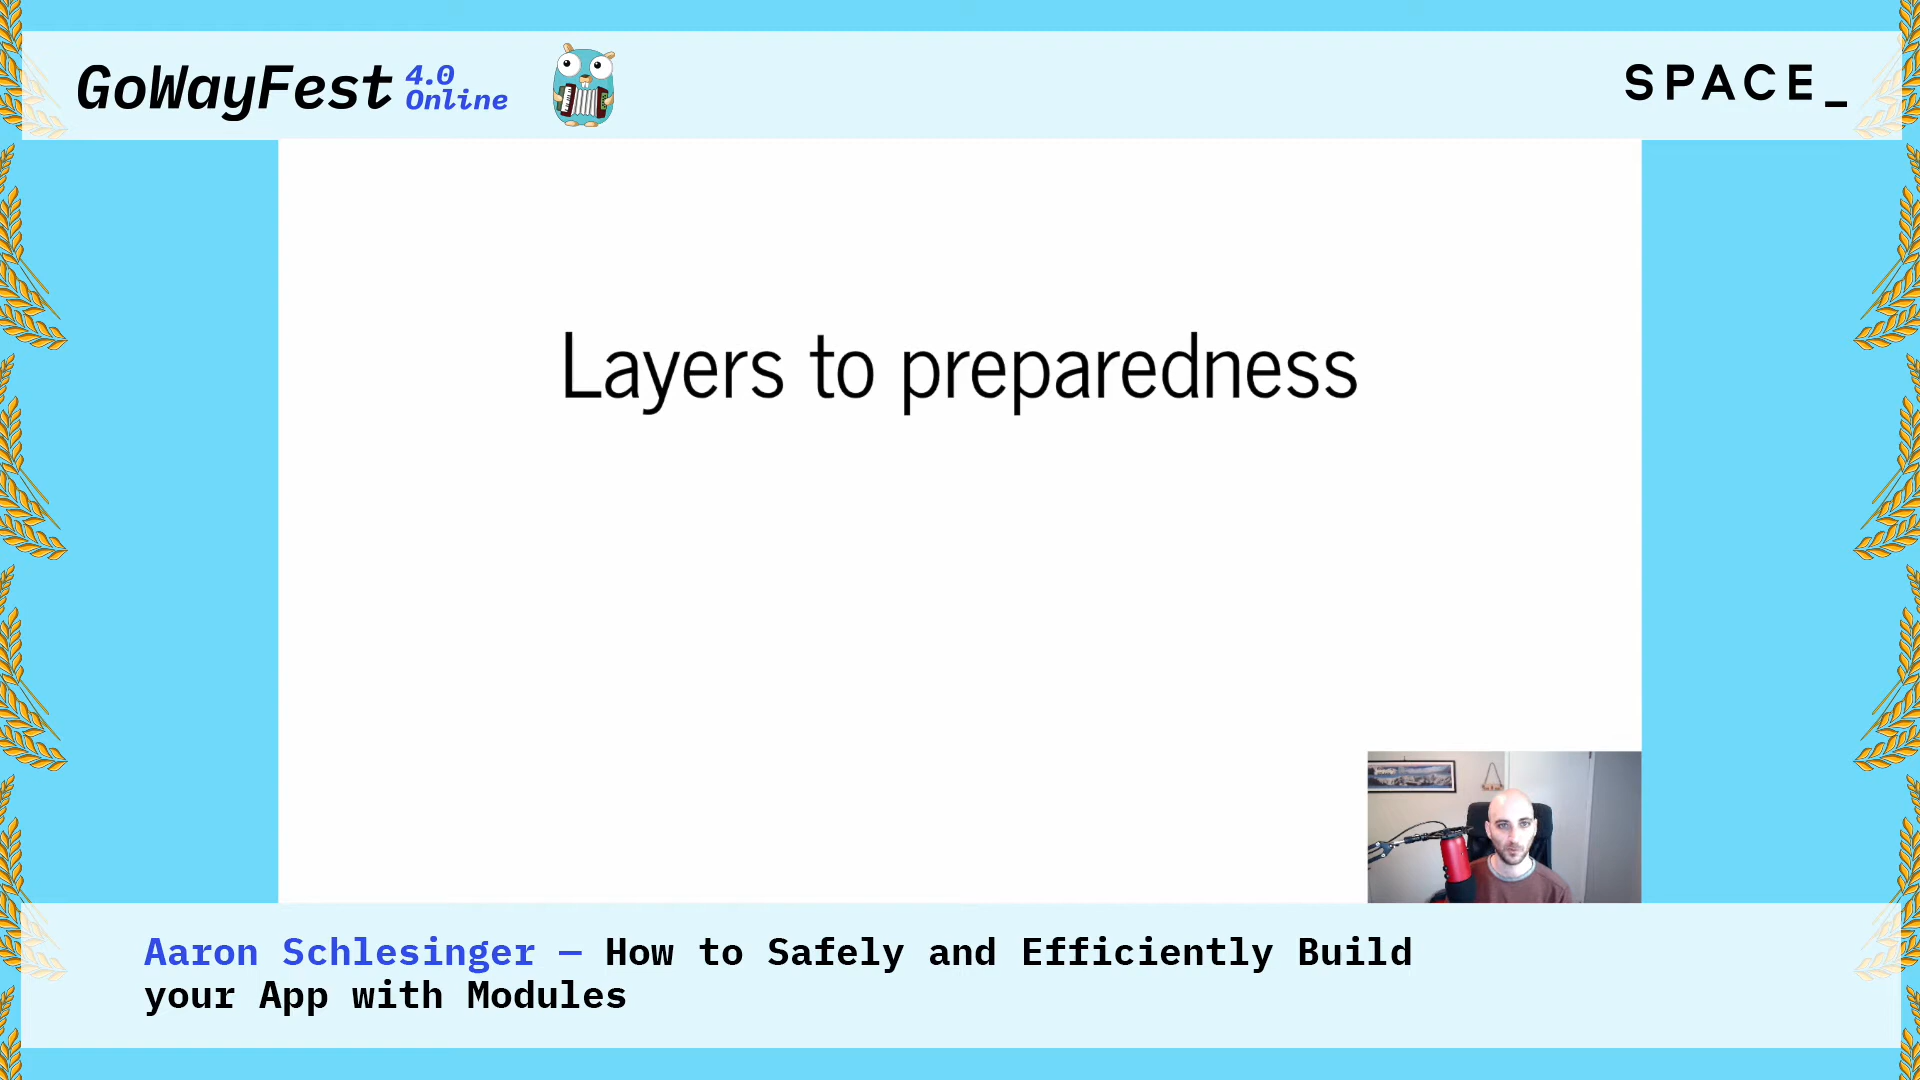 GoWayFest 4.0
Online
SPACE_
Layers to preparedness
Aaron Schlesinger — How to Safely and Efficiently Build
your App with Modules